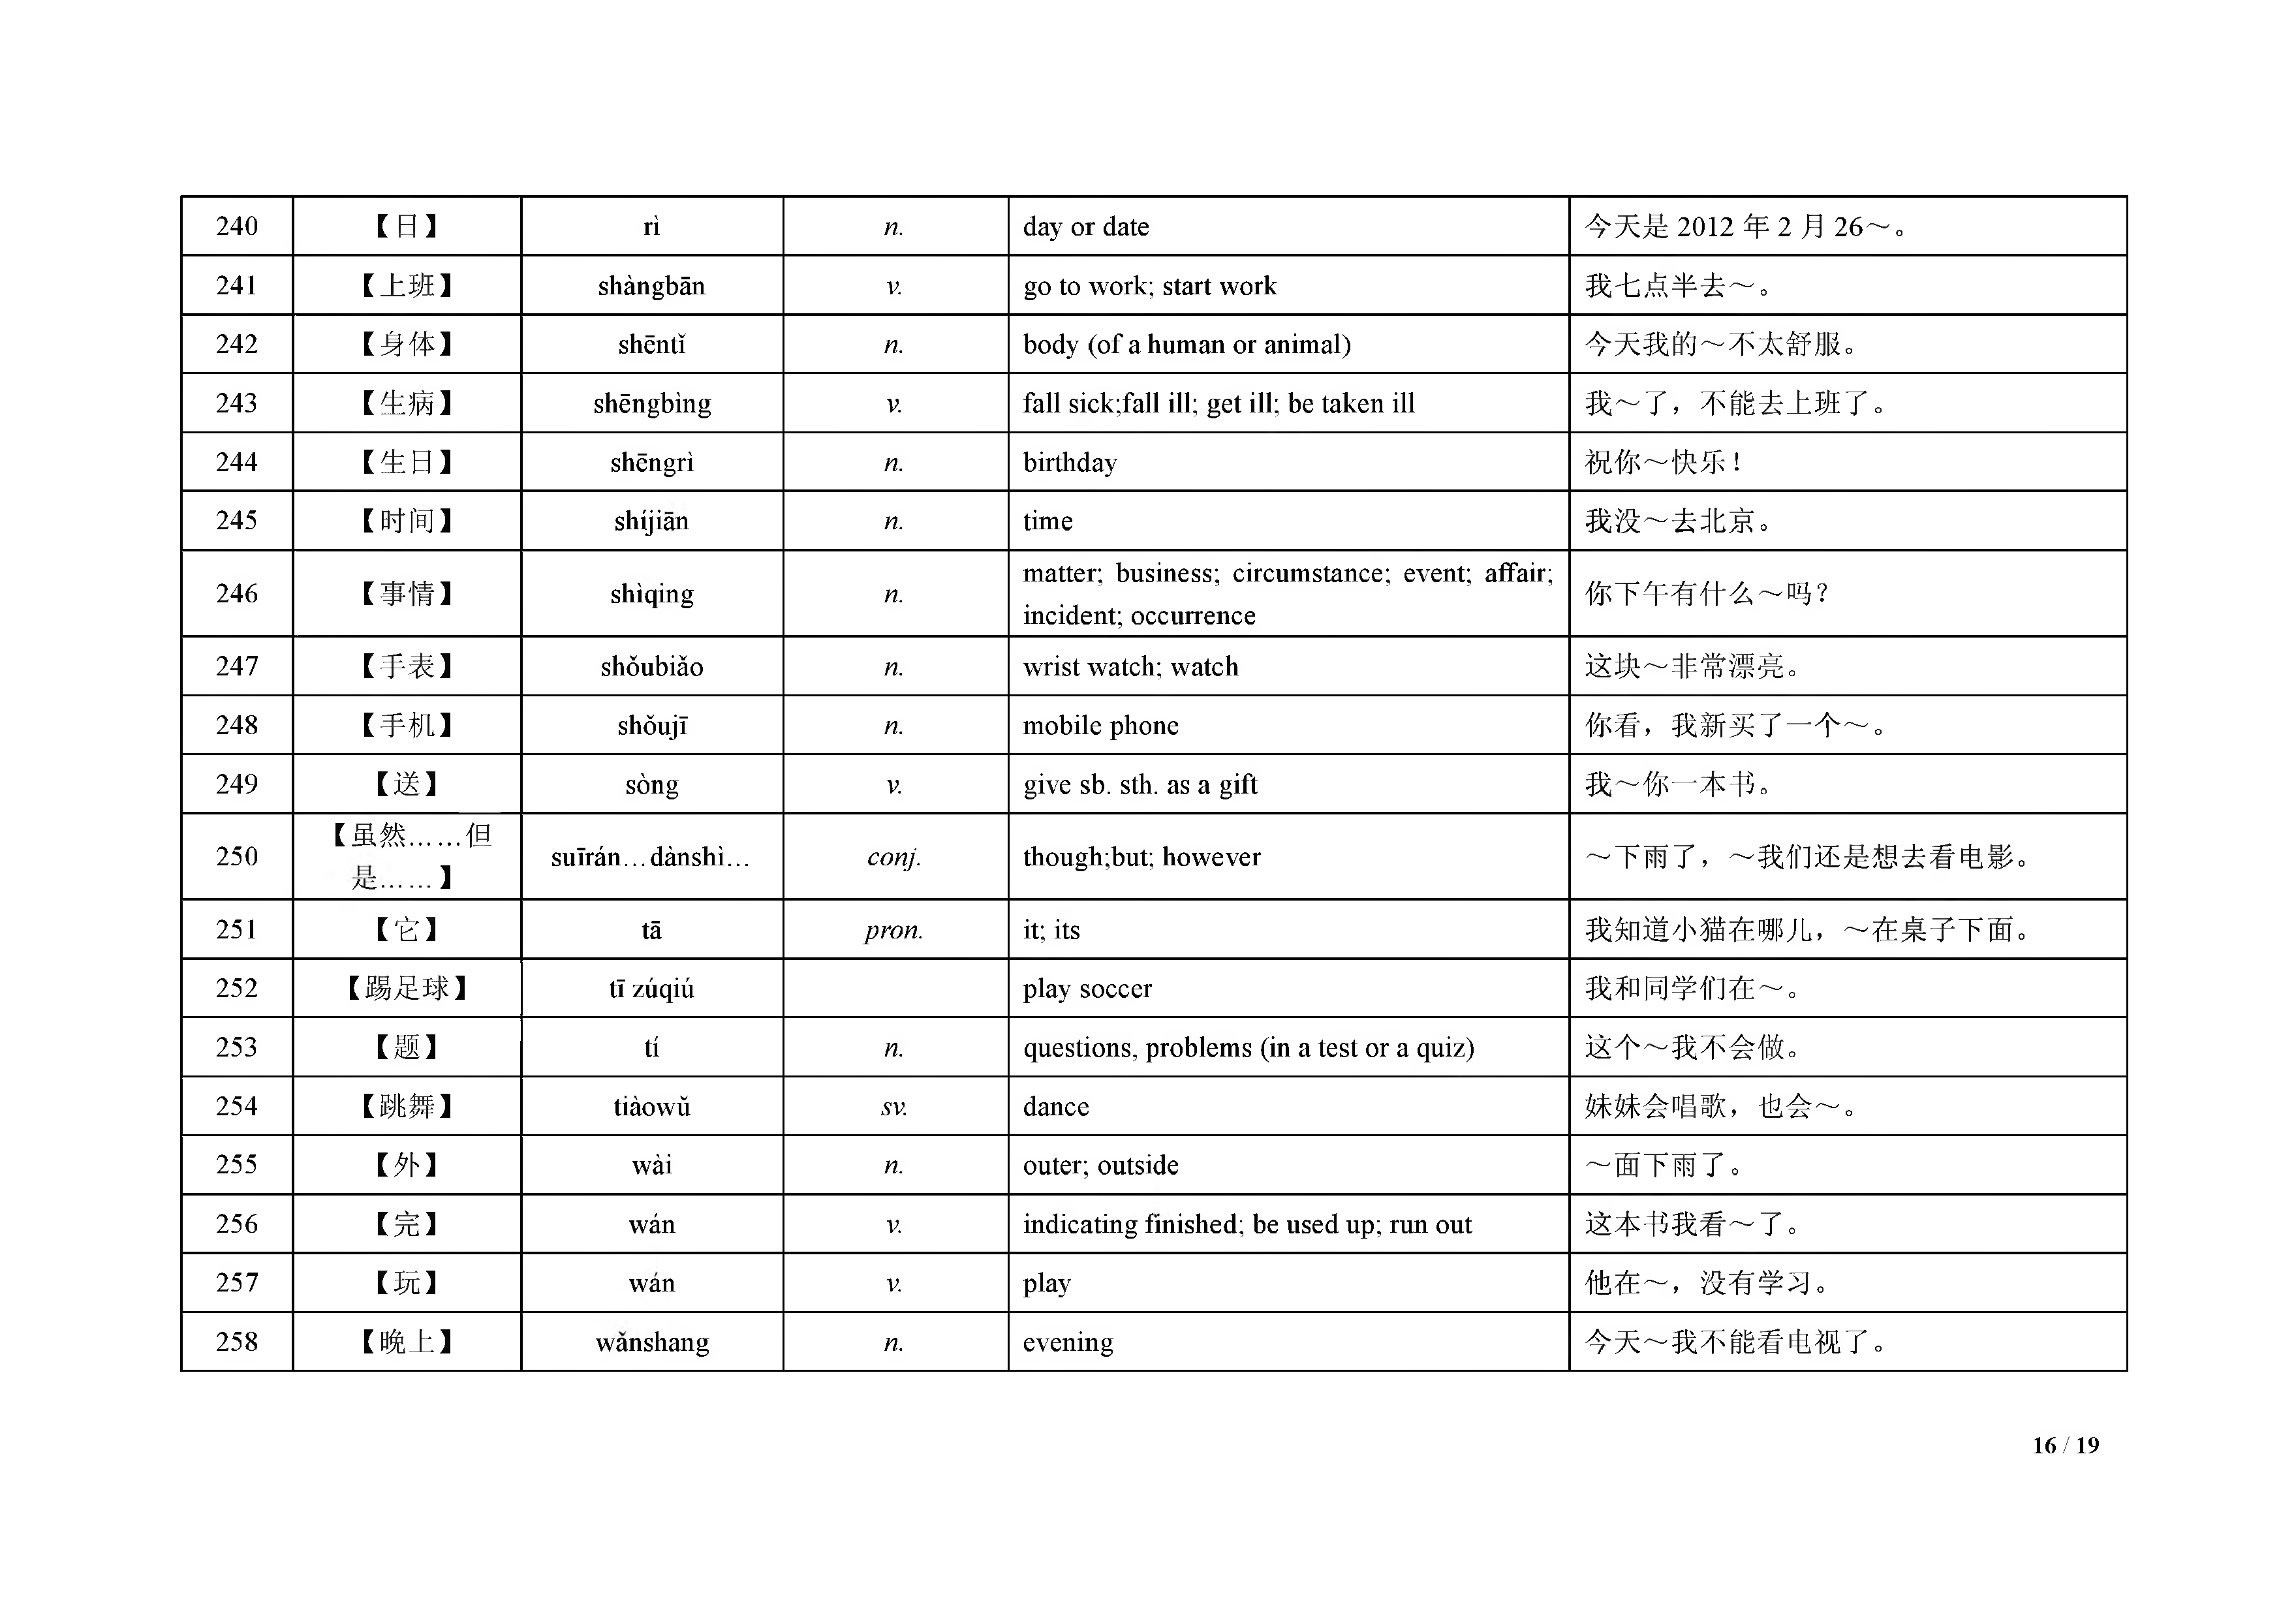 240 【日】 rì n. day or date 今天是 2012 年 2 月 26～。
241 【上班】 shàngbān v. go to work; start work 我七点半去～。
242 【身体】 shēntǐ n. body (of a human or animal) 今天我的～不太舒服。
243 【生病】 shēngbìng v. fall sick;fall ill; get ill; be taken ill 我～了，不能去上班了。
244 【生日】 shēngrì n. birthday 祝你～快乐！
245 【时间】 shíjiān n. time 我没～去北京。
246 【事情】 shìqing n. matter; business; circumstance; event; affair; 你下午有什么～吗？
incident; occurrence
247 【手表】 shǒubiǎo n. wrist watch; watch 这块～非常漂亮。
248 【手机】 shǒujī n. mobile phone 你看，我新买了一个～。
249 【送】 sòng v. give sb. sth. as a gift 我～你一本书。
250 【虽然……但 suīrán…dànshì… conj. though;but; however ～下雨了，～我们还是想去看电影。
是……】
251 【它】 tā pron. it; its 我知道小猫在哪儿，～在桌子下面。
252 【踢足球】 tī zúqiú play soccer 我和同学们在～。
253 【题】 tí n. questions, problems (in a test or a quiz) 这个～我不会做。
254 【跳舞】 tiàowǔ sv. dance 妹妹会唱歌，也会～。
255 【外】 wài n. outer; outside ～面下雨了。
256 【完】 wán v. indicating finished; be used up; run out 这本书我看～了。
257 【玩】 wán v. play 他在～，没有学习。
258 【晚上】 wǎnshang n. evening 今天～我不能看电视了。
16 / 19